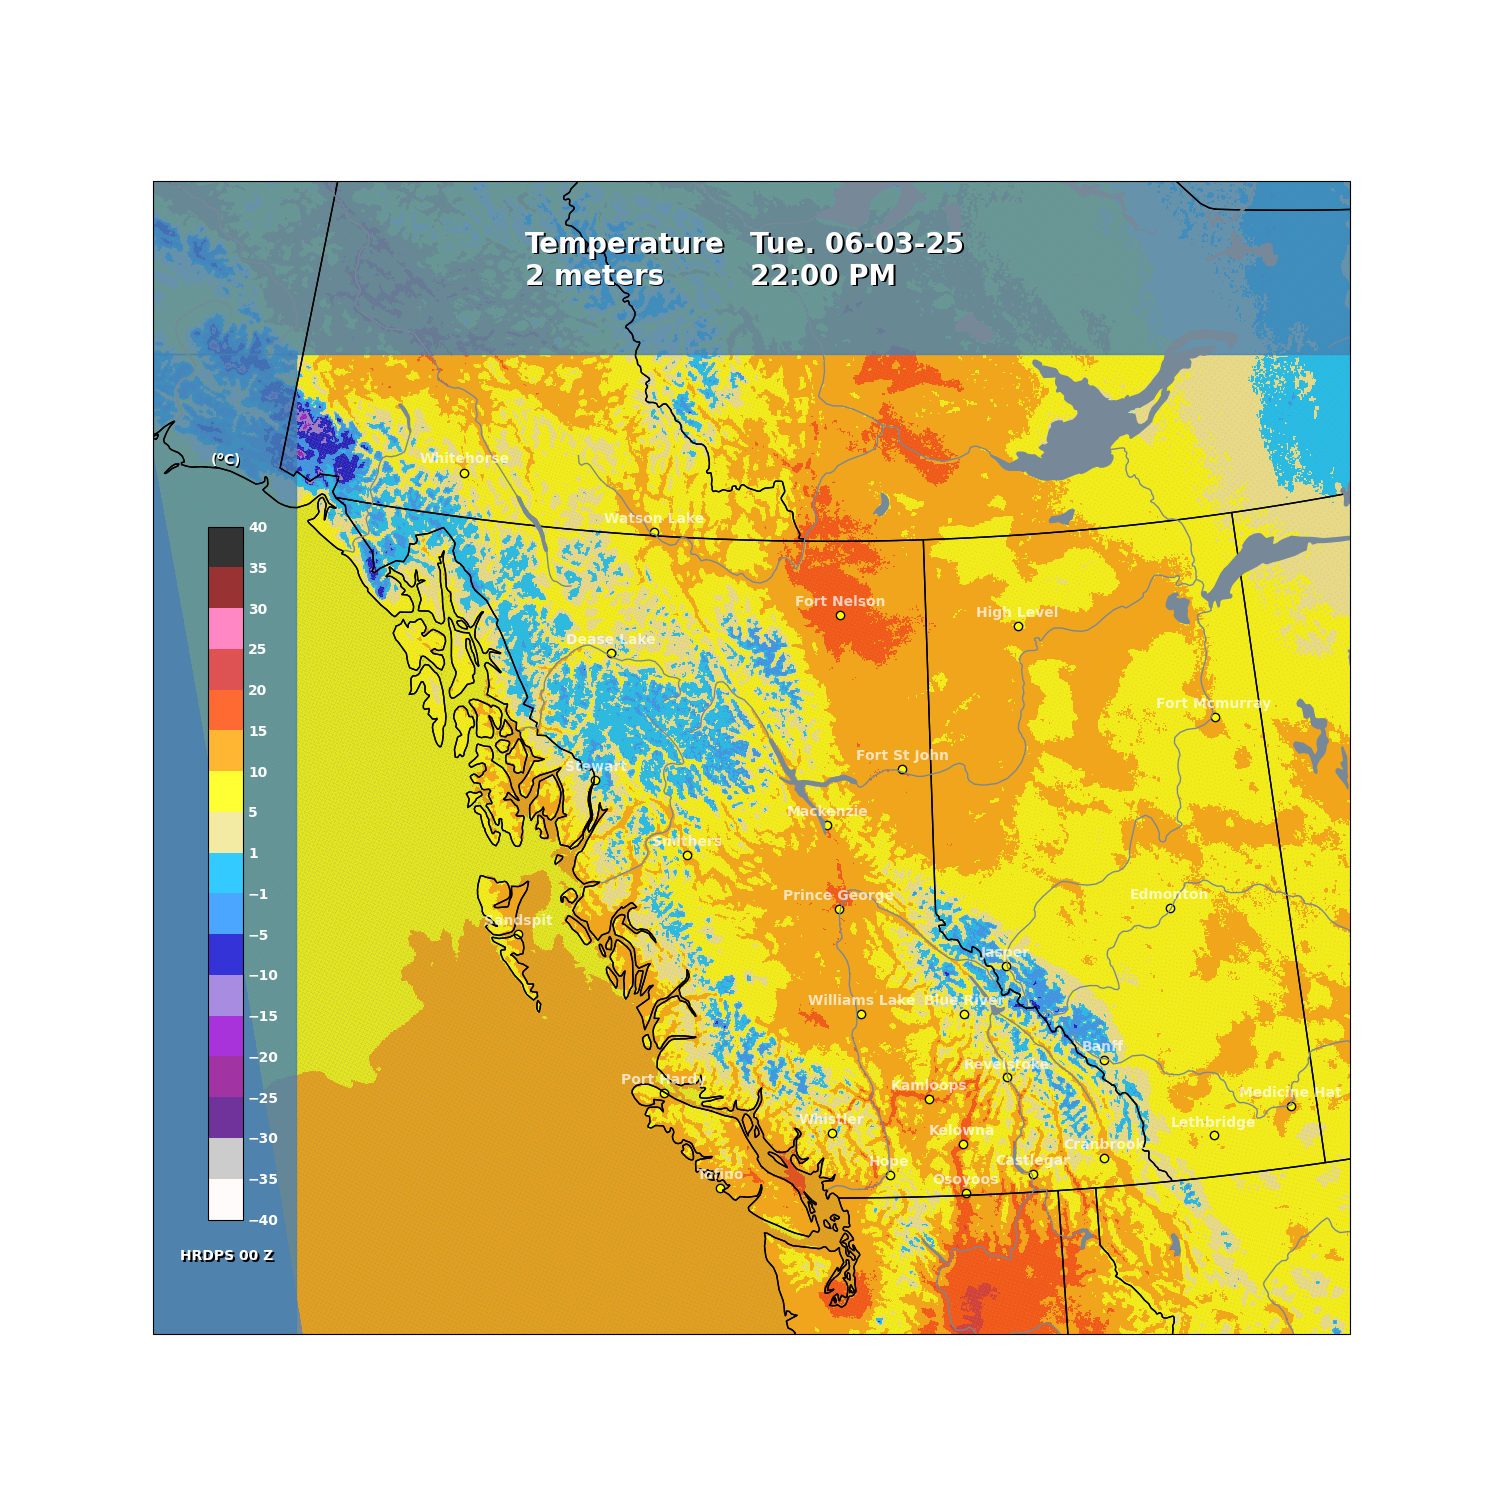 Temperature Tue. 06-03-25
2 meters 22:00 PM
(°C)
Whitehorse
Watson Lake
40
35
30
25
20
15
10
5
1
−1
−5
−10
−15
−20
−25
−30
−35
−40
Fort Nelson
High Level
Dease Lake
Fort Mcmurray
Fort St John
Stewart
Mackenzie
Smithers
Prince George
Edmonton
Sandspit
Jasper
Williams Lake
Blue River
Banff
Revelstoke
Port Hardy
Kamloops
Medicine Hat
Whistler
Lethbridge
Kelowna
Cranbrook
Hope
Castlegar
Tofino
Osovoos
HRDPS 00 Z